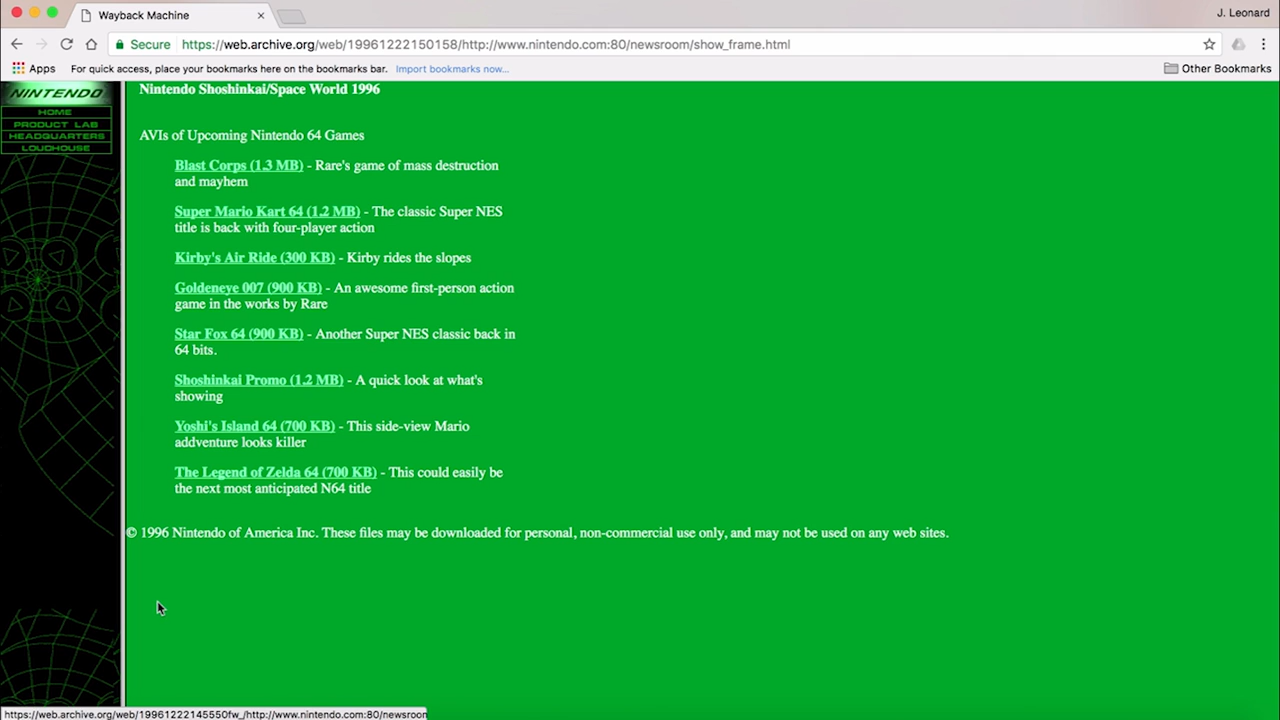 Wayback Machine
J. Leonard
Secure https://web.archive.org/web/19961222150158/http://www.nintendo.com:80/newsroom/show_frame.html
Apps For quick access, place your bookmarks here on the bookmarks bar. Import bookmarks now... Other Bookmarks
NINTENDO
HOME
PRODUCT LAB
HEADQUARTERS
LOUDHOUSE
Nintendo Shoshinkai/Space World 1996
AVIs of Upcoming Nintendo 64 Games
Blast Corps (1.3 MB) - Rare's game of mass destruction
and mayhem
Super Mario Kart 64 (1.2 MB) - The classic Super NES
title is back with four-player action
Kirby's Air Ride (300 KB) - Kirby rides the slopes
Goldeneye 007 (900 KB) - An awesome first-person action
game in the works by Rare
Star Fox 64 (900 KB) - Another Super NES classic back in
64 bits.
Shoshinkai Promo (1.2 MB) - A quick look at what's
showing
Yoshi's Island 64 (700 KB) - This side-view Mario
addventure looks killer
The Legend of Zelda 64 (700 KB) - This could easily be
the next most anticipated N64 title
© 1996 Nintendo of America Inc. These files may be downloaded for personal, non-commercial use only, and may not be used on any web sites.
https://web.archive.org/web/19961222145550fw_/http://www.nintendo.com:80/newsroon